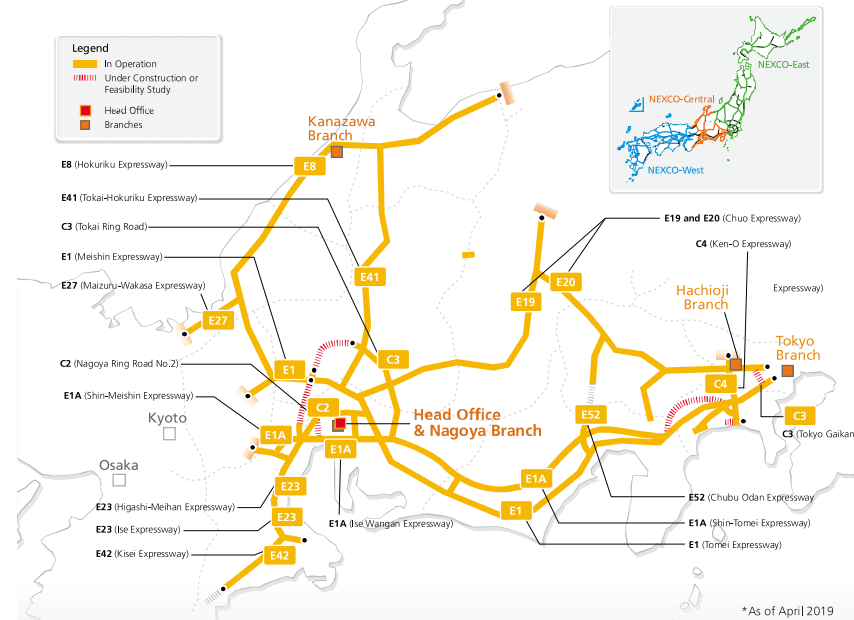 Legend
In Operation
Under Construction or
Feasibility Study
Head Office
Branches
NEXCO-East
NEXCO-Central
NEXCO-West
Kanazawa
Branch
E8 (Hokuriku Expressway)
E8
E41 (Tokai-Hokuriku Expressway)
C3 (Tokai Ring Road)
E1 (Meishin Expressway)
E27 (Maizuru-Wakasa Expressway)
E19 and E20 (Chuo Expressway)
C4 (Ken-O Expressway)
Expressway)
Hachioji
Branch
Tokyo
Branch
E41
E20
E19
E27
C2 (Nagoya Ring Road No.2)
E1
C3
E1A (Shin-Meishin Expressway)
C4
C2
Head Office
& Nagoya Branch
E52
C3
C3 (Tokyo Gaikan
Kyoto
E1A
E1A
Osaka
E23
E1A
E1
E23 (Higashi-Meihan Expressway)
E23 (Ise Expressway)
E23
E42 (Kisei Expressway)
E42
E1A (Ise Wangan Expressway)
E52 (Chubu Odan Expressway
E1A (Shin-Tomei Expressway)
E1 (Tomei Expressway)
*As of April 2019